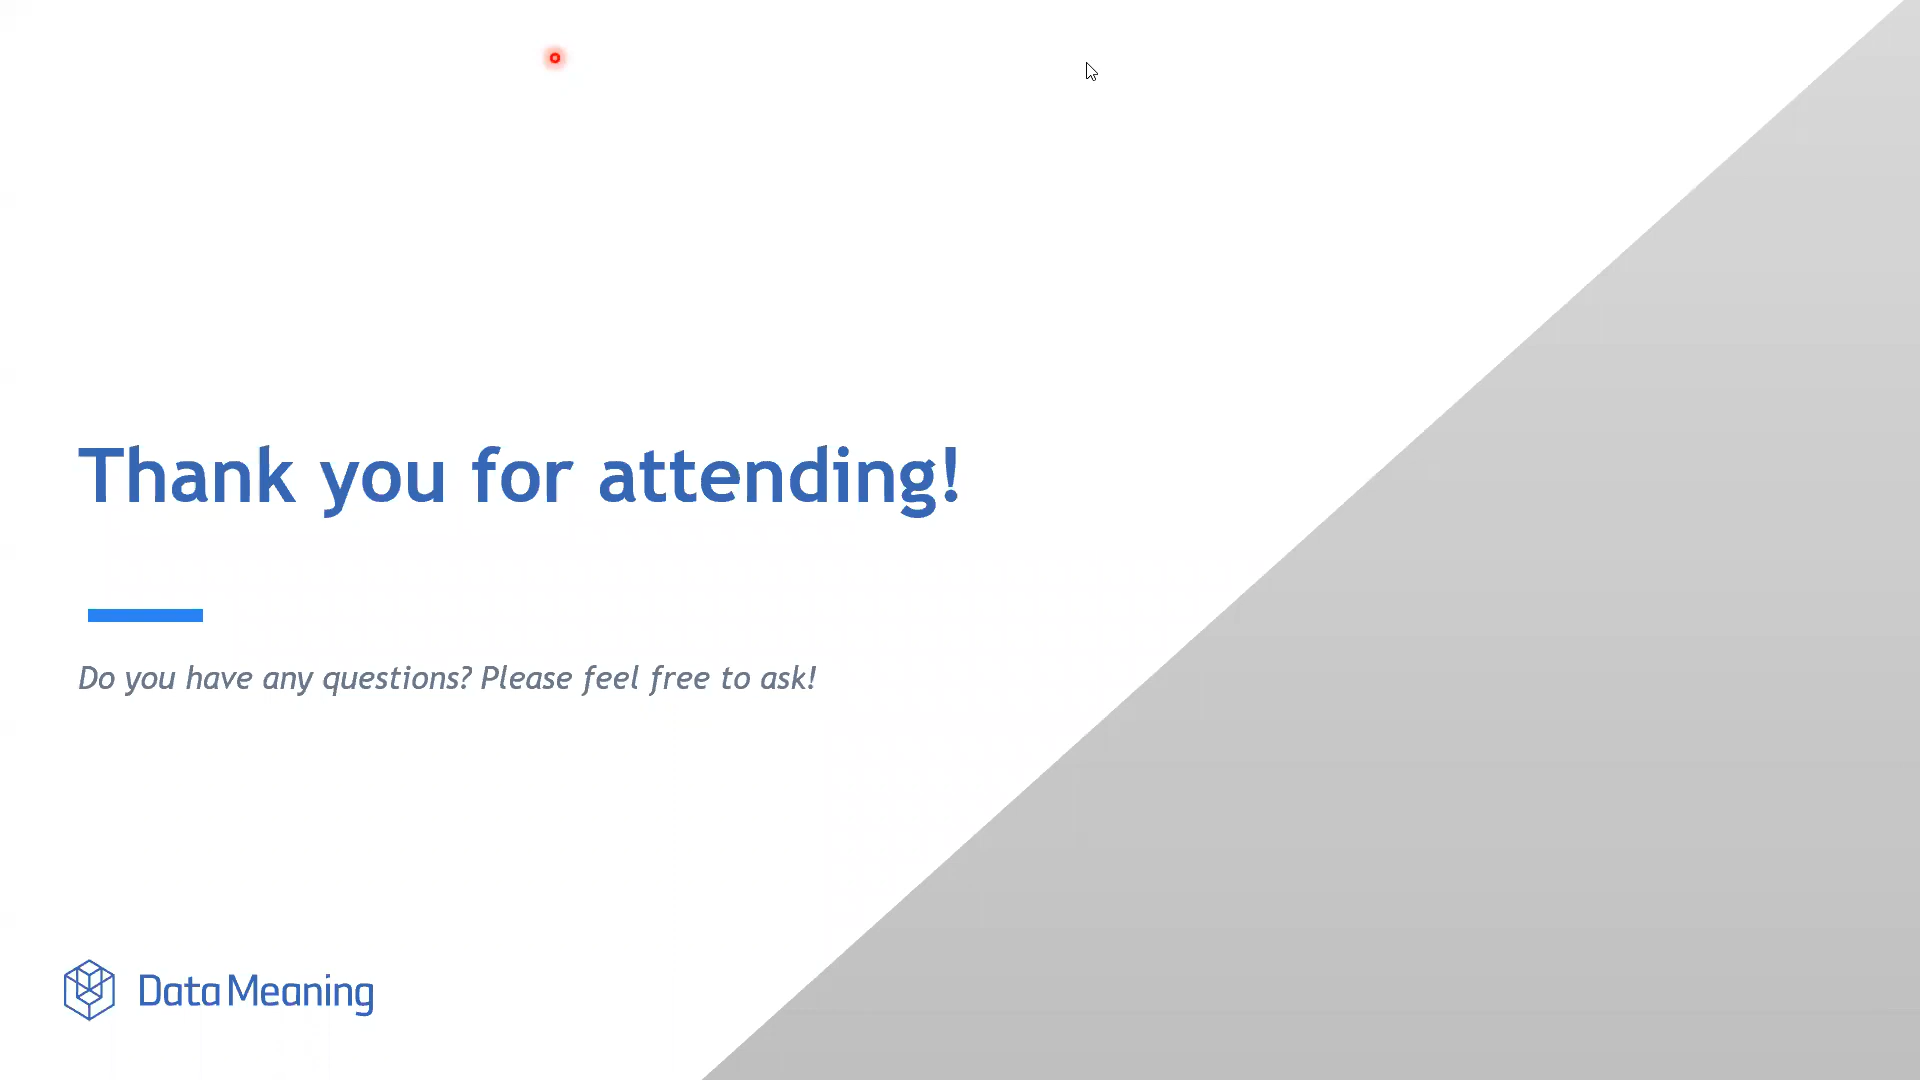 Thank you for attending!
Do you have any questions? Please feel free to ask!
Data Meaning